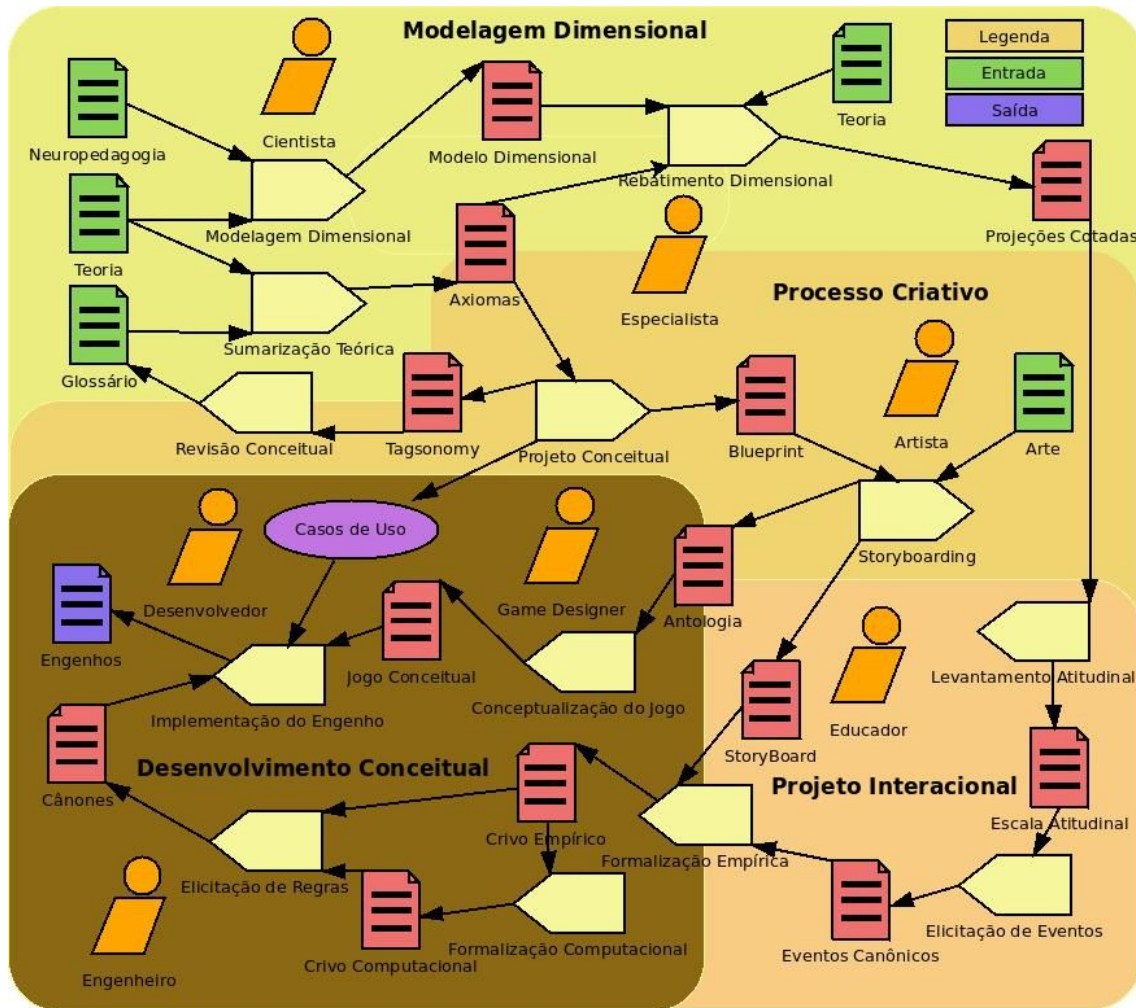 Modelagem Dimensional
Legenda
Entrada
Saída
Neuropedagogia
Cientista
Modelo Dimensional
Teoria
Rebatimento Dimensional
Modelagem Dimensional
Projeções Cotadas
Teoria
Axiomas
Especialista
Processo Criativo
Sumarização Teórica
Glossário
Revisão Conceitual
Tagsonomy
Projeto Conceitual
Blueprint
Artista
Arte
Casos de Uso
Storyboarding
Desenvolvedor
Game Designer
Antologia
Engenhos
Jogo Conceitual
Levantamento Atitudinal
Implementação do Engenho
Conceptualização do Jogo
Educador
StoryBoard
Desenvolvimento Conceitual
Cânones
Projeto Interacional
Escala Atitudinal
Crivo Empírico
Formalização Empírica
Elicitação de Regras
Elicitação de Eventos
Formalização Computacional
Eventos Canônicos
Crivo Computacional
Engenheiro